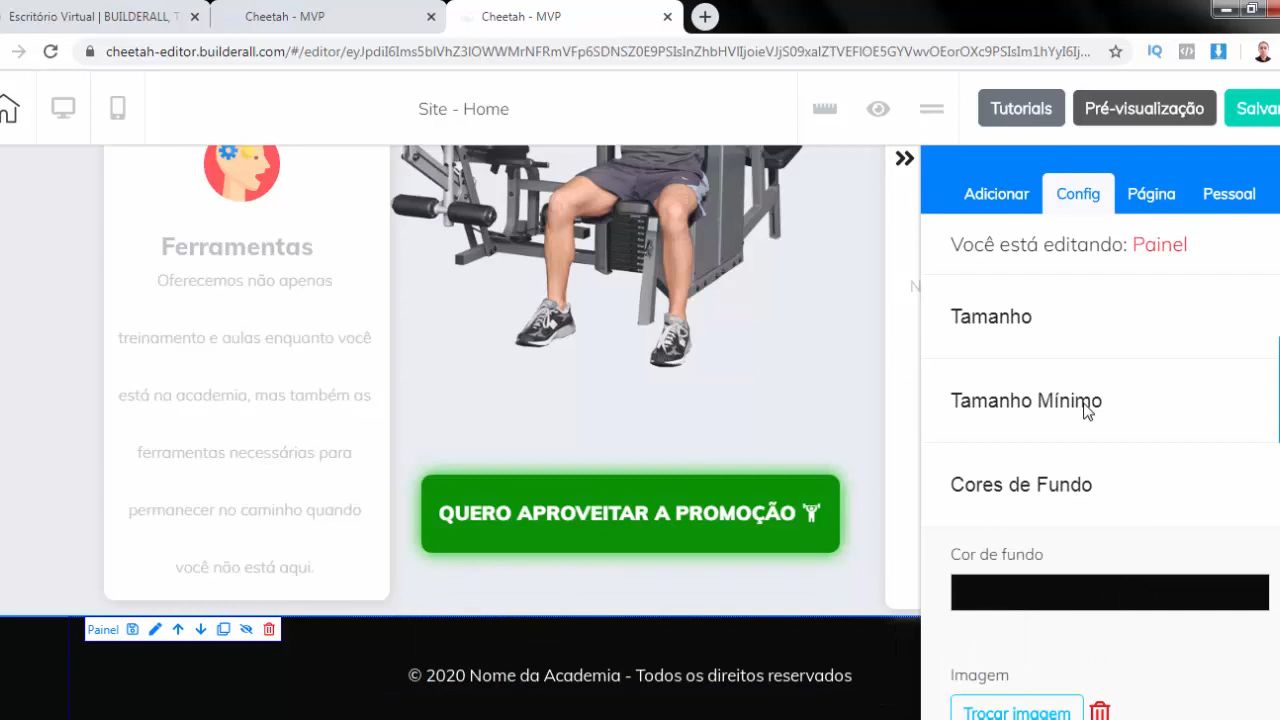 Escritório Virtual | BUILDERALL, T
Cheetah - MVP
Cheetah - MVP
cheetah-editor.builderall.com/#/editor/
Site - Home
Tutorials
Pré-visualização
Salvar
Adicionar
Config
Página
Pessoal
Você está editando: Painel
Tamanho
Tamanho Mínimo
Cores de Fundo
Cor de fundo
Imagem
Trocar imagem
Ferramentas
Oferecemos não apenas
treinamento e aulas enquanto você
está na academia, mas também as
ferramentas necessárias para
permanecer no caminho quando
você não está aqui.
QUERO APROVEITAR A PROMOÇÃO
N
Painel
© 2020 Nome da Academia - Todos os direitos reservados